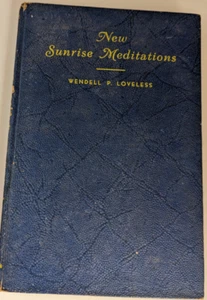 New
Sunrise Meditations
WENDELL P. LOVELESS